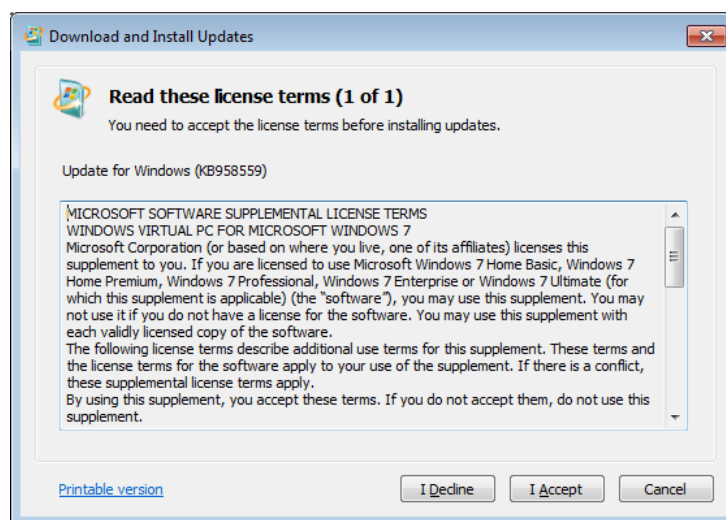 Download and Install Updates
Read these license terms (1 of 1)
You need to accept the license terms before installing updates.
Update for Windows (KB958559)
MICROSOFT SOFTWARE SUPPLEMENTAL LICENSE TERMS
WINDOWS VIRTUAL PC FOR MICROSOFT WINDOWS 7
Microsoft Corporation (or based on where you live, one of its affiliates) licenses this
supplement to you. If you are licensed to use Microsoft Windows 7 Home Basic, Windows 7
Home Premium, Windows 7 Professional, Windows 7 Enterprise or Windows 7 Ultimate (for
which this supplement is applicable) (the “software”), you may use this supplement. You may
not use it if you do not have a license for the software. You may use this supplement with
each validly licensed copy of the software.
The following license terms describe additional use terms for this supplement. These terms and
the license terms for the software apply to your use of the supplement. If there is a conflict,
these supplemental license terms apply.
By using this supplement, you accept these terms. If you do not accept them, do not use this
supplement.
Printable version I Decline I Accept Cancel